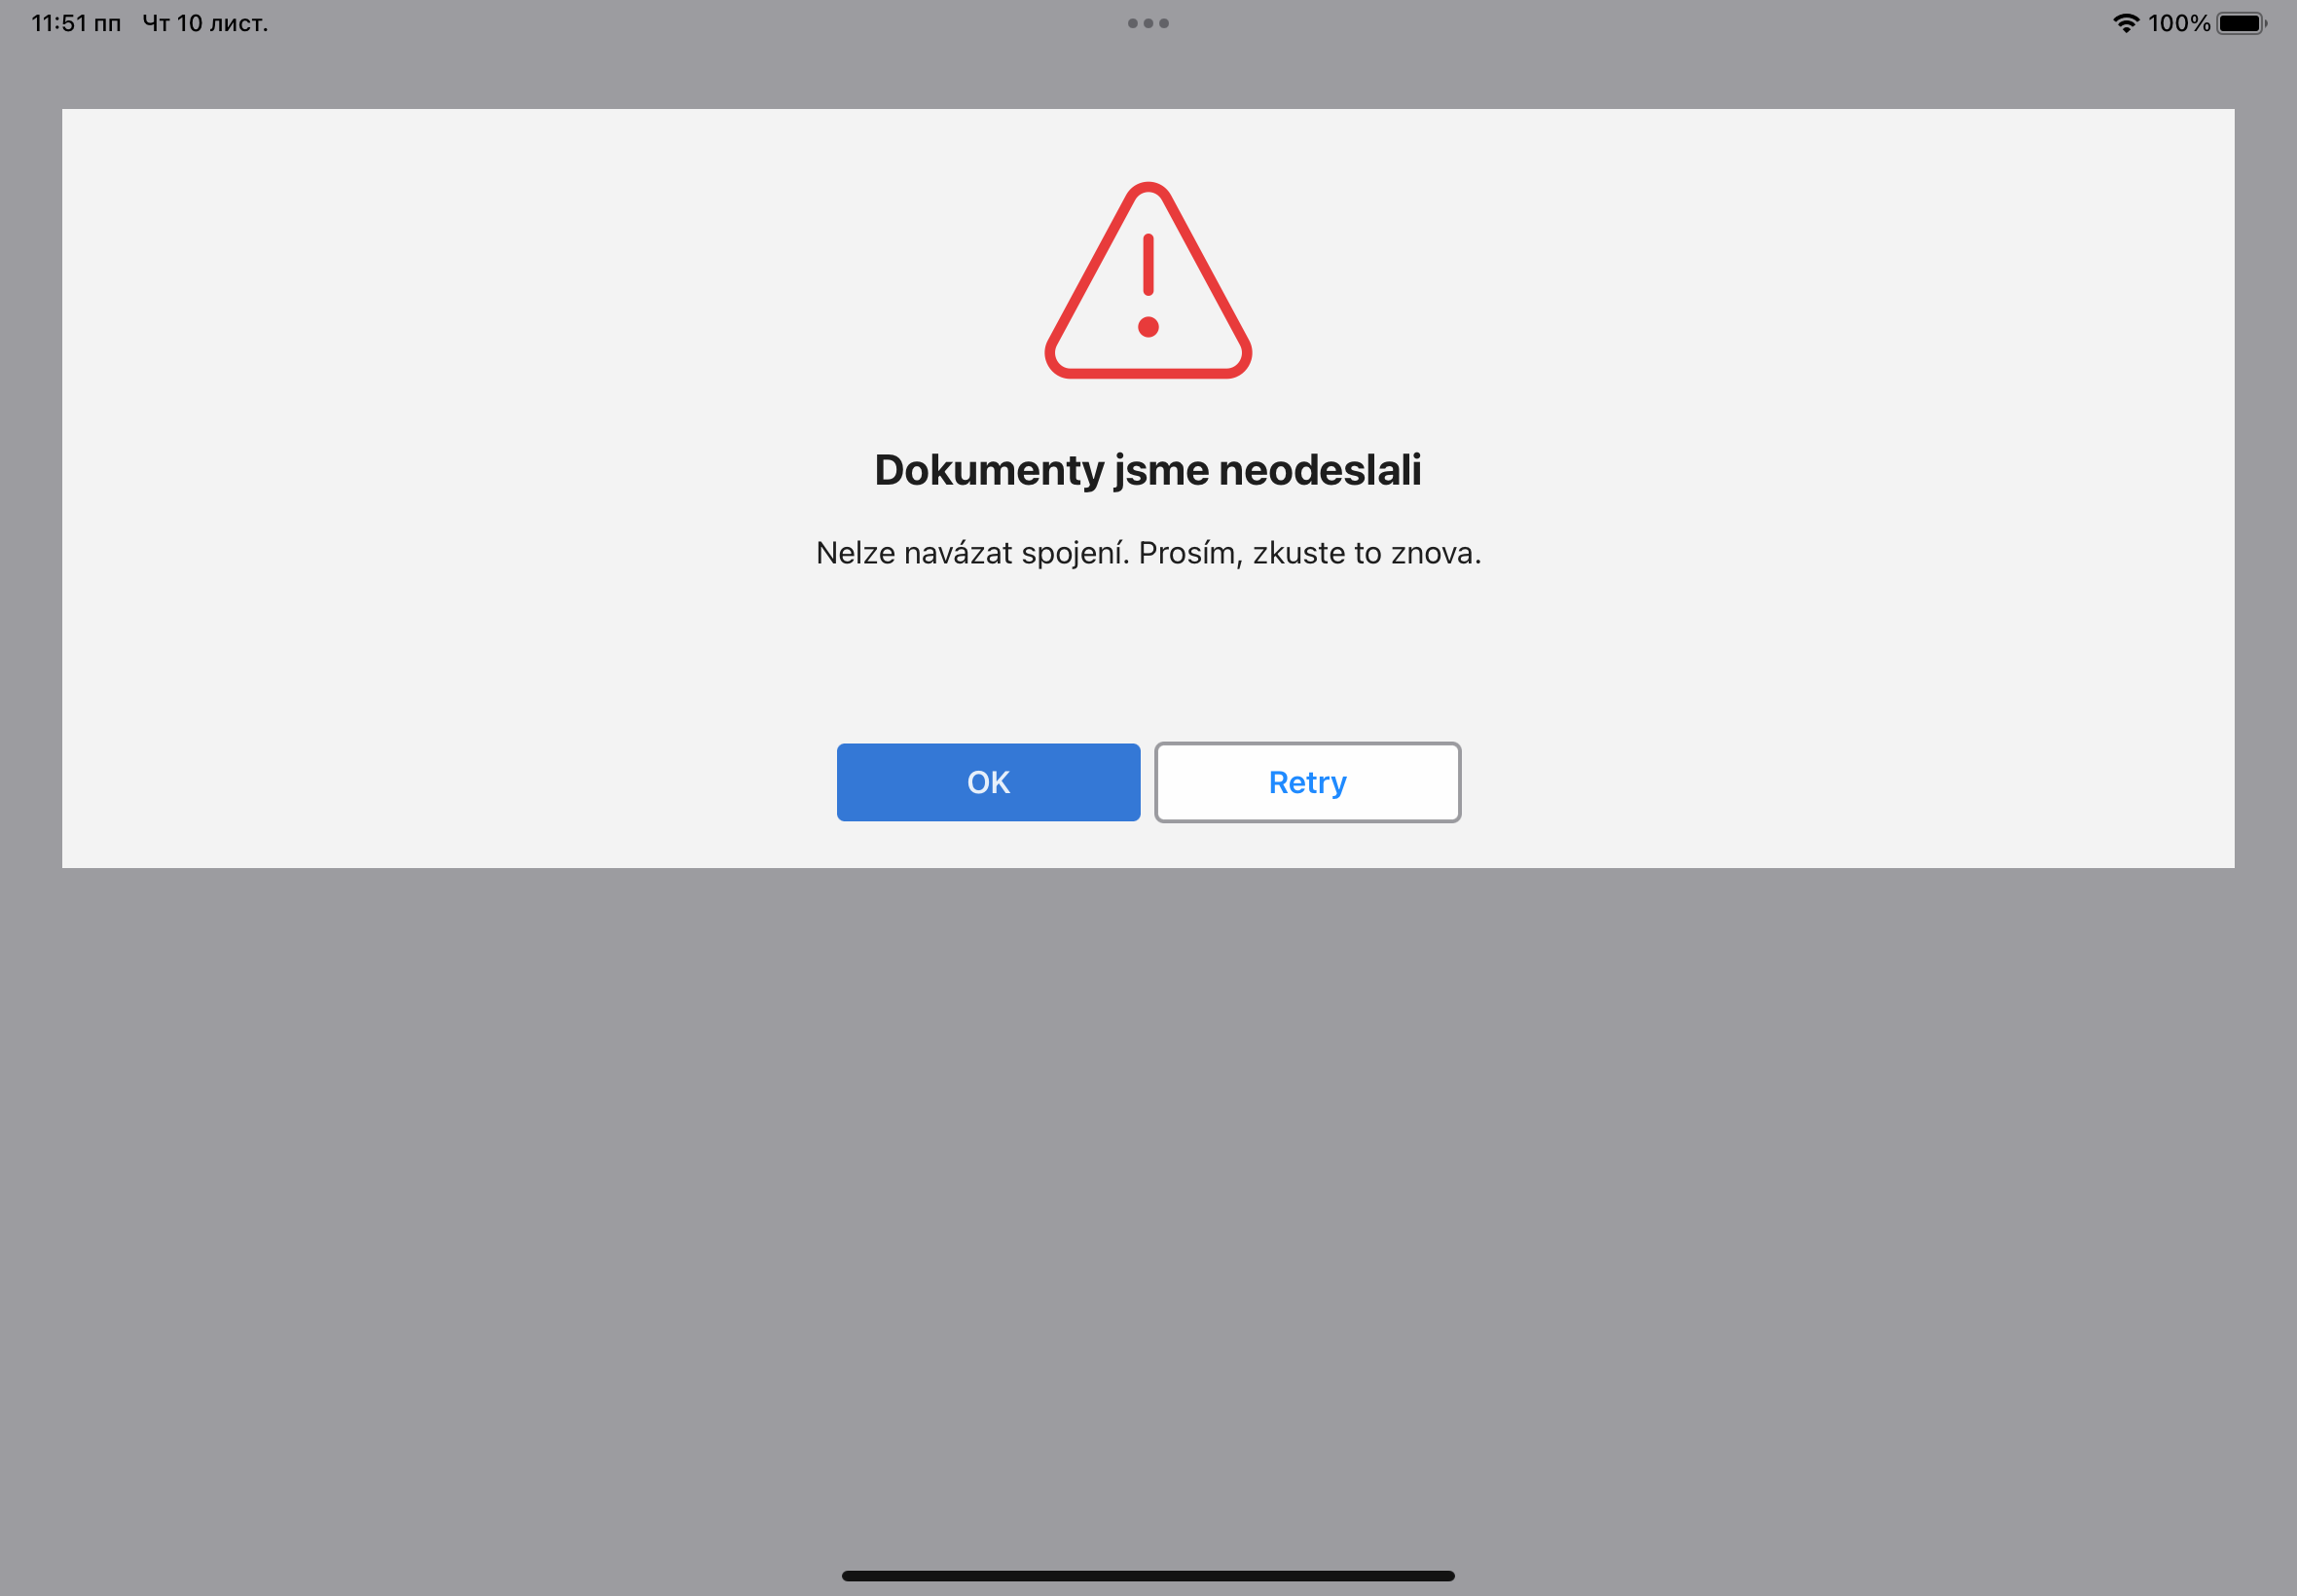 11:51 пп Чт 10 лист.
100%
Dokumenty jsme neodeslali
Nelze navázat spojení. Prosím, zkuste to znova.
OK
Retry